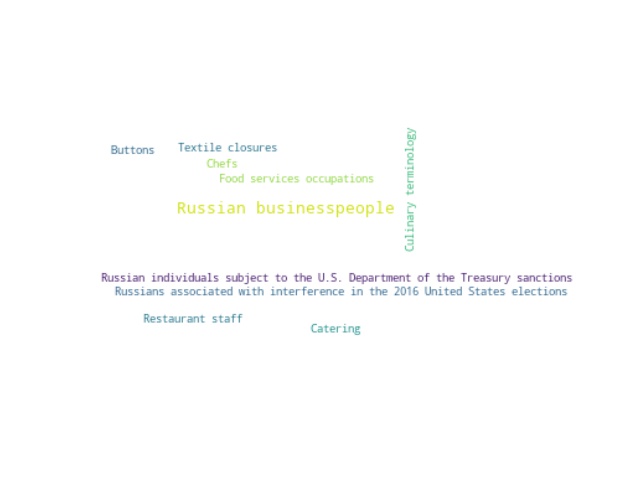 Buttons
Textile closures
Chefs
Food services occupations
Culinary terminology
Russian businesspeople
Russian individuals subject to the U.S. Department of the Treasury sanctions
Russians associated with interference in the 2016 United States elections
Restaurant staff
Catering